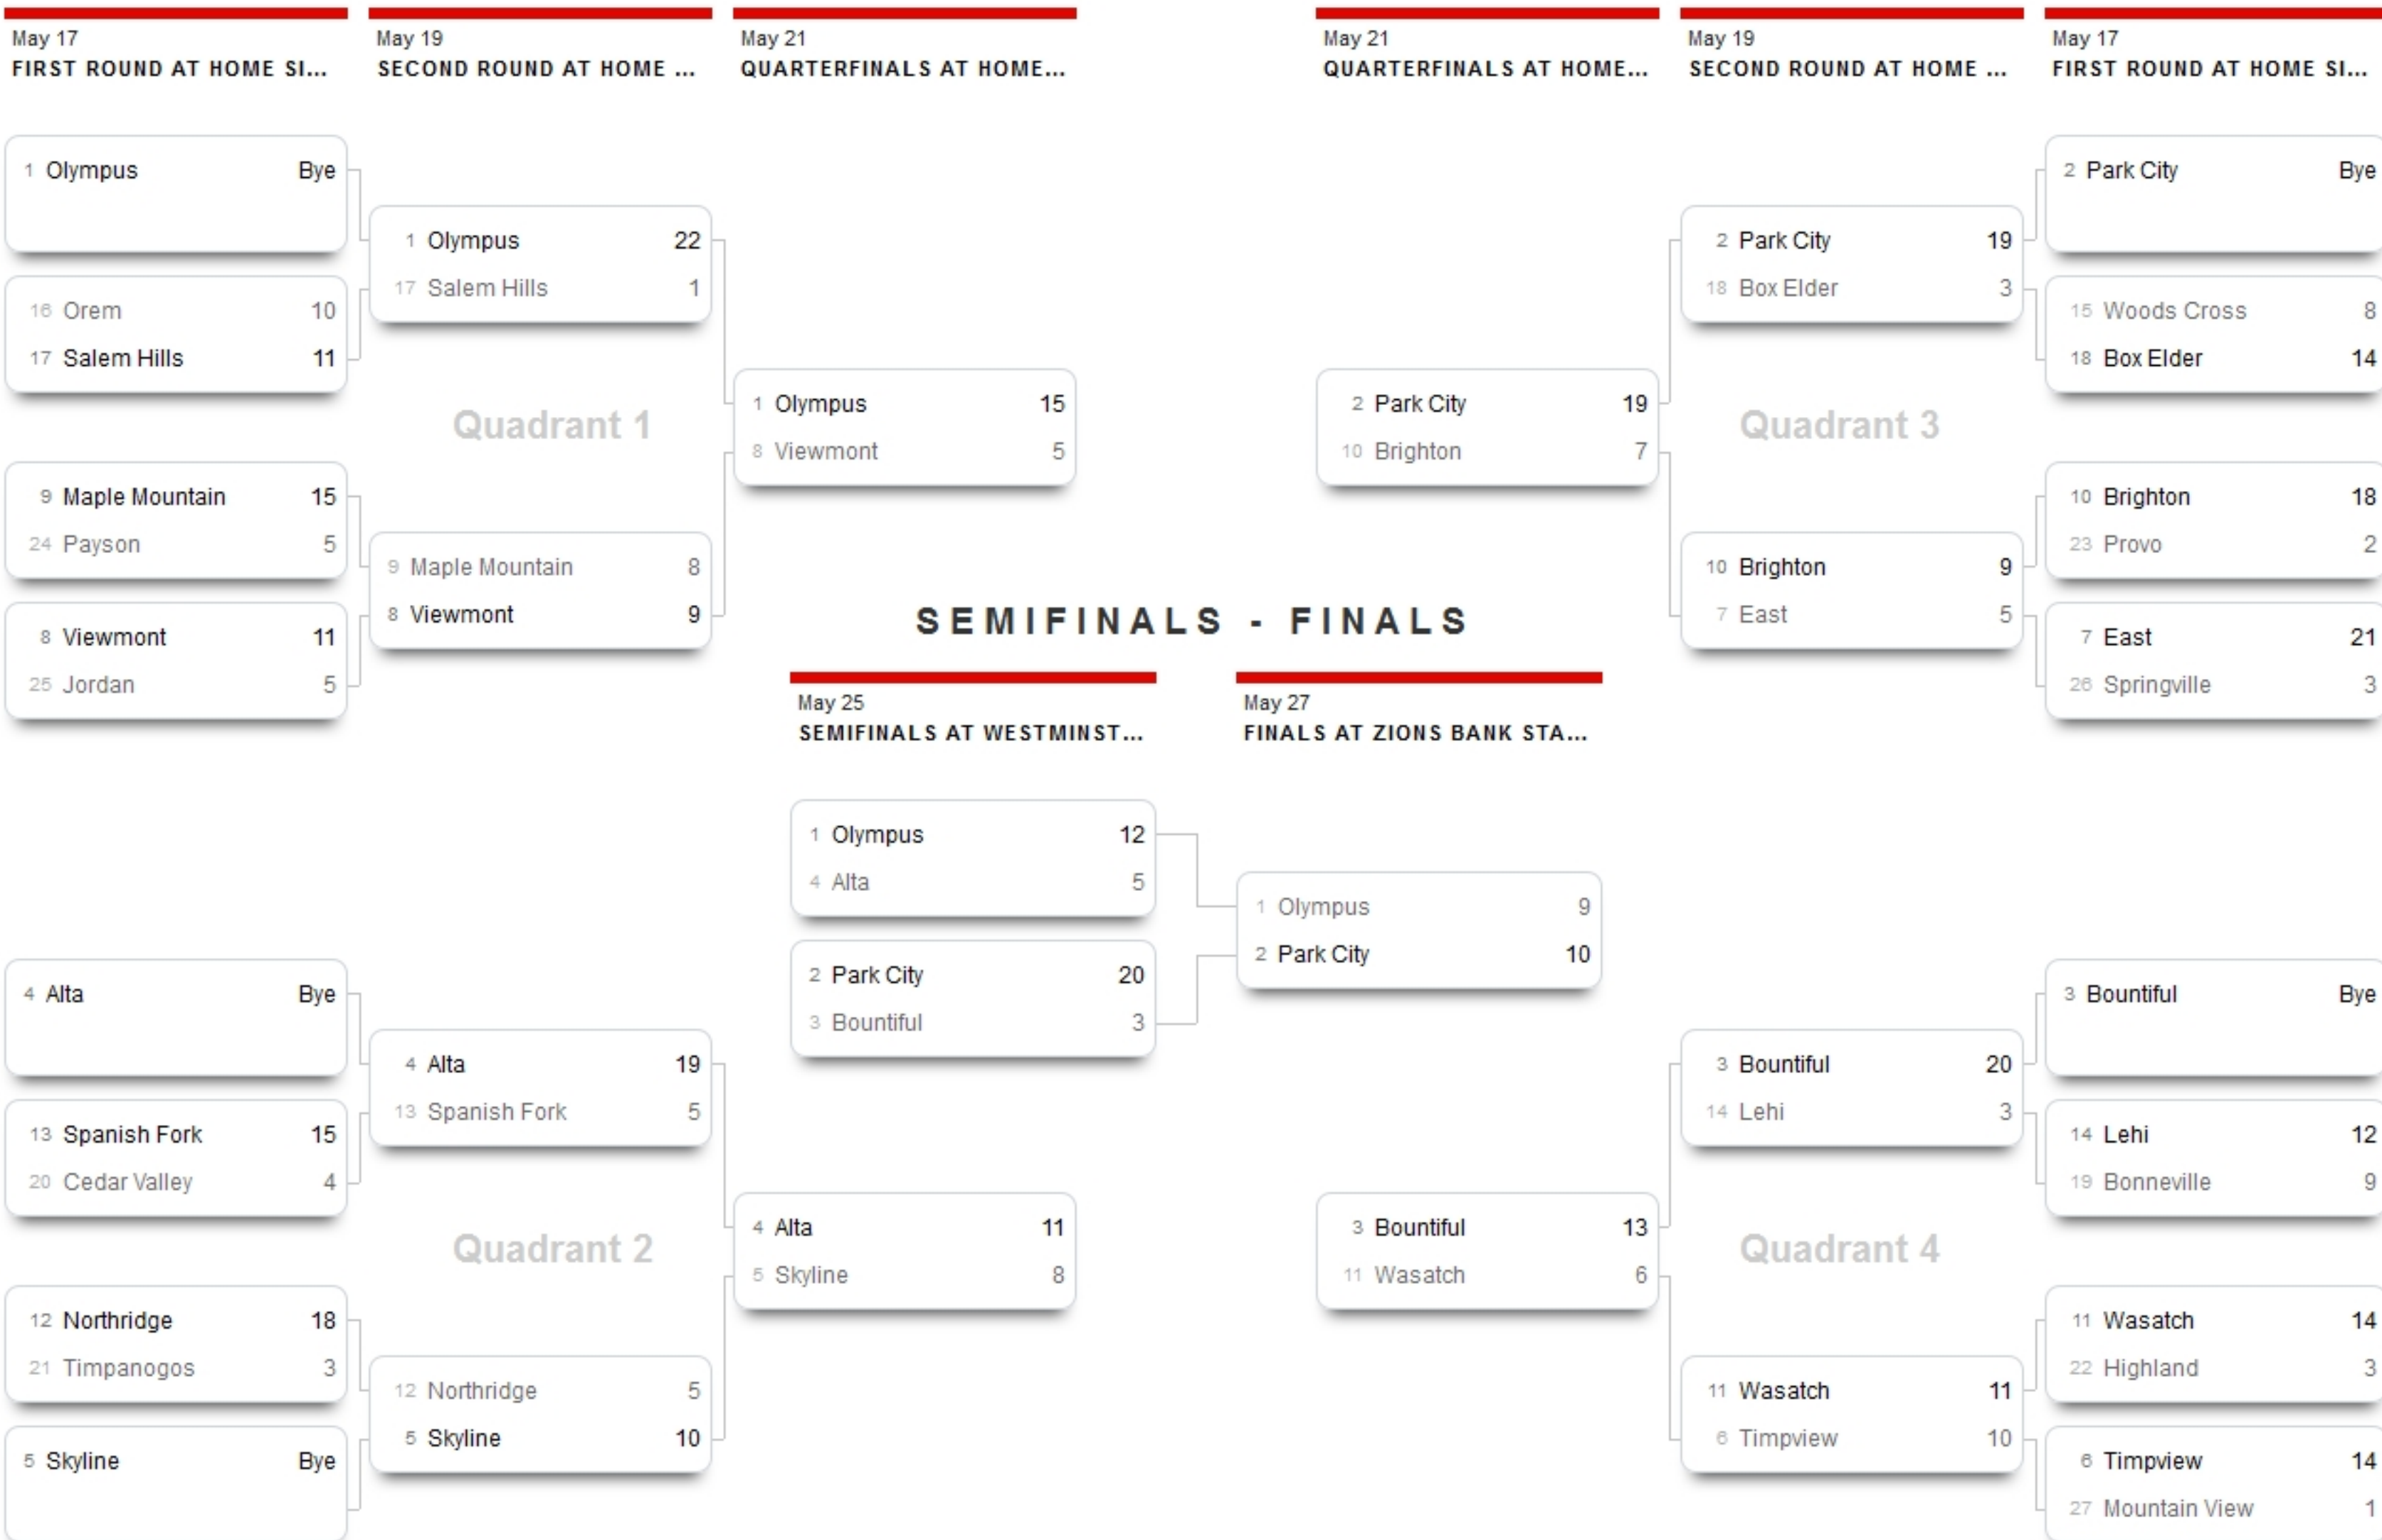 May 17
FIRST ROUND AT HOME SI...
May 19
SECOND ROUND AT HOME ...
May 21
QUARTERFINALS AT HOME...
May 21
QUARTERFINALS AT HOME...
May 19
SECOND ROUND AT HOME ...
May 17
FIRST ROUND AT HOME SI...
1 Olympus Bye
16 Orem 10
17 Salem Hills 11
9 Maple Mountain 15
24 Payson 5
8 Viewmont 11
25 Jordan 5
1 Olympus 22
17 Salem Hills 1
Quadrant 1
9 Maple Mountain 8
8 Viewmont 9
1 Olympus 15
8 Viewmont 5
2 Park City 19
10 Brighton 7
2 Park City 19
18 Box Elder 3
Quadrant 3
10 Brighton 9
7 East 5
2 Park City Bye
15 Woods Cross 8
18 Box Elder 14
10 Brighton 18
23 Provo 2
7 East 21
26 Springville 3
SEMIFINALS - FINALS
May 25
SEMIFINALS AT WESTMINST...
May 27
FINALS AT ZIONS BANK STA...
1 Olympus 12
4 Alta 5
2 Park City 20
3 Bountiful 3
1 Olympus 9
2 Park City 10
4 Alta Bye
13 Spanish Fork 15
20 Cedar Valley 4
12 Northridge 18
21 Timpanogos 3
5 Skyline Bye
4 Alta 19
13 Spanish Fork 5
Quadrant 2
12 Northridge 5
5 Skyline 10
4 Alta 11
5 Skyline 8
3 Bountiful 13
11 Wasatch 6
3 Bountiful 20
14 Lehi 3
Quadrant 4
11 Wasatch 11
6 Timpview 10
3 Bountiful Bye
14 Lehi 12
19 Bonneville 9
11 Wasatch 14
22 Highland 3
6 Timpview 14
27 Mountain View 1